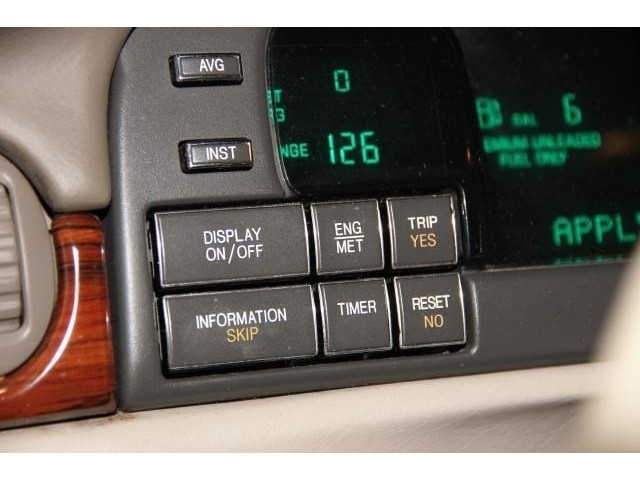 AVG
0
INST
126
GAL 6
UNLEADED
FUEL ONLY
DISPLAY
ON/OFF
ENG
MET
TRIP
YES
APPL
INFORMATION
SKIP
TIMER
RESET
NO